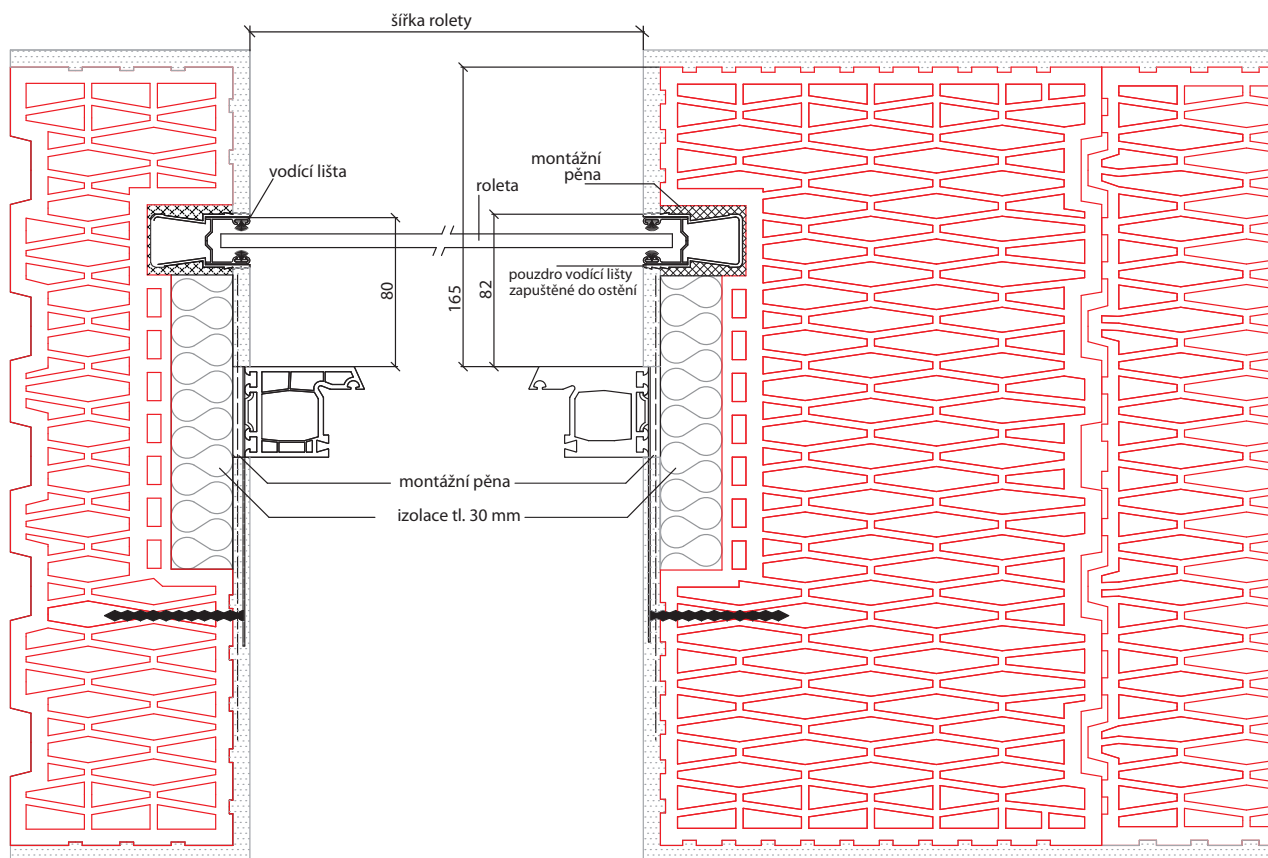 šířka rolety
vodící lišta
roleta
montážní
pěna
pouzdro vodící lišty
zapuštěné do ostění
80
165
82
montážní pěna
izolace tl. 30 mm